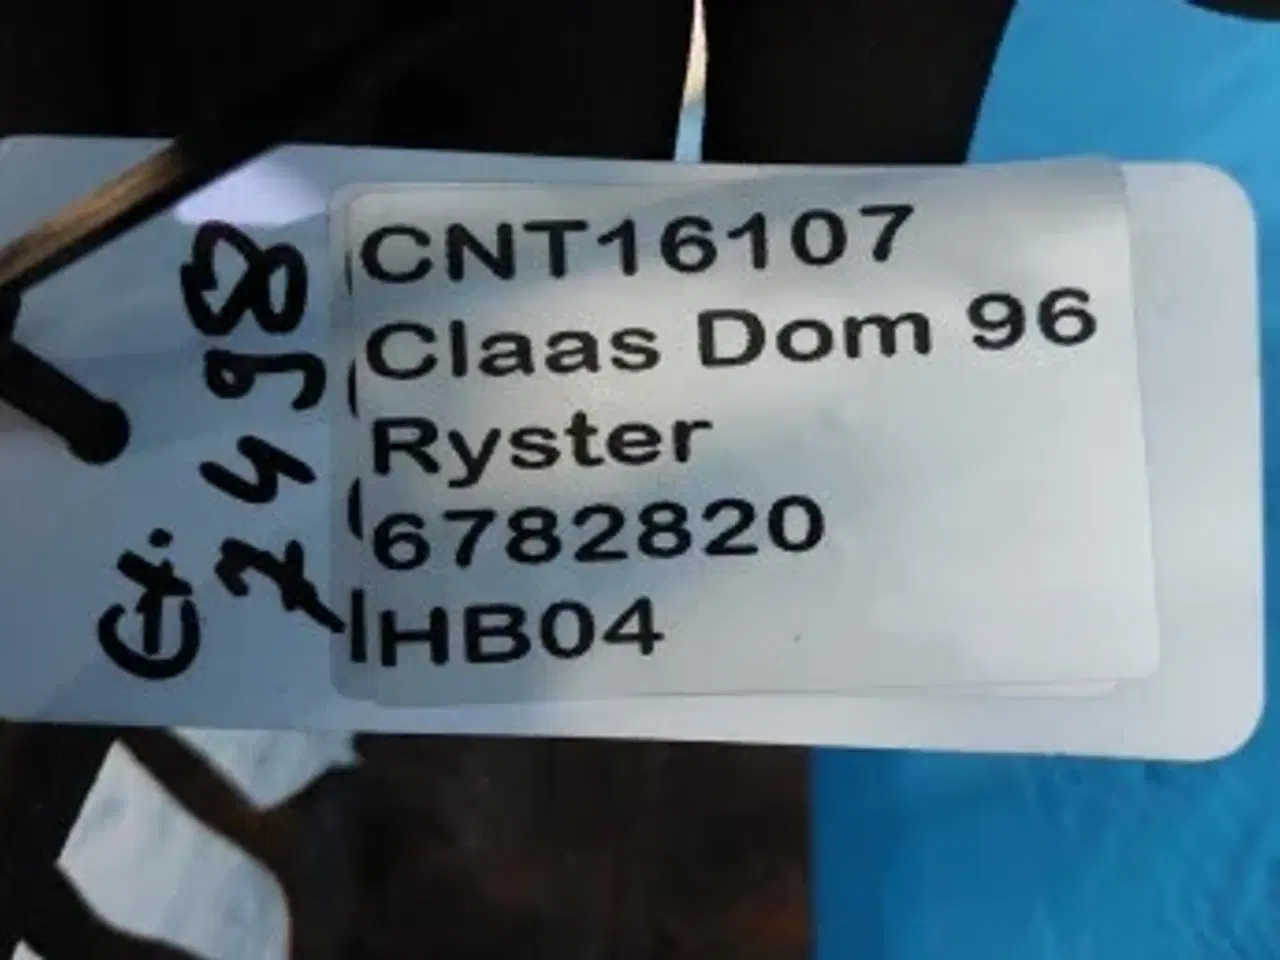 CNT16107
Claas Dom 96
Ryster
6782820
HB04